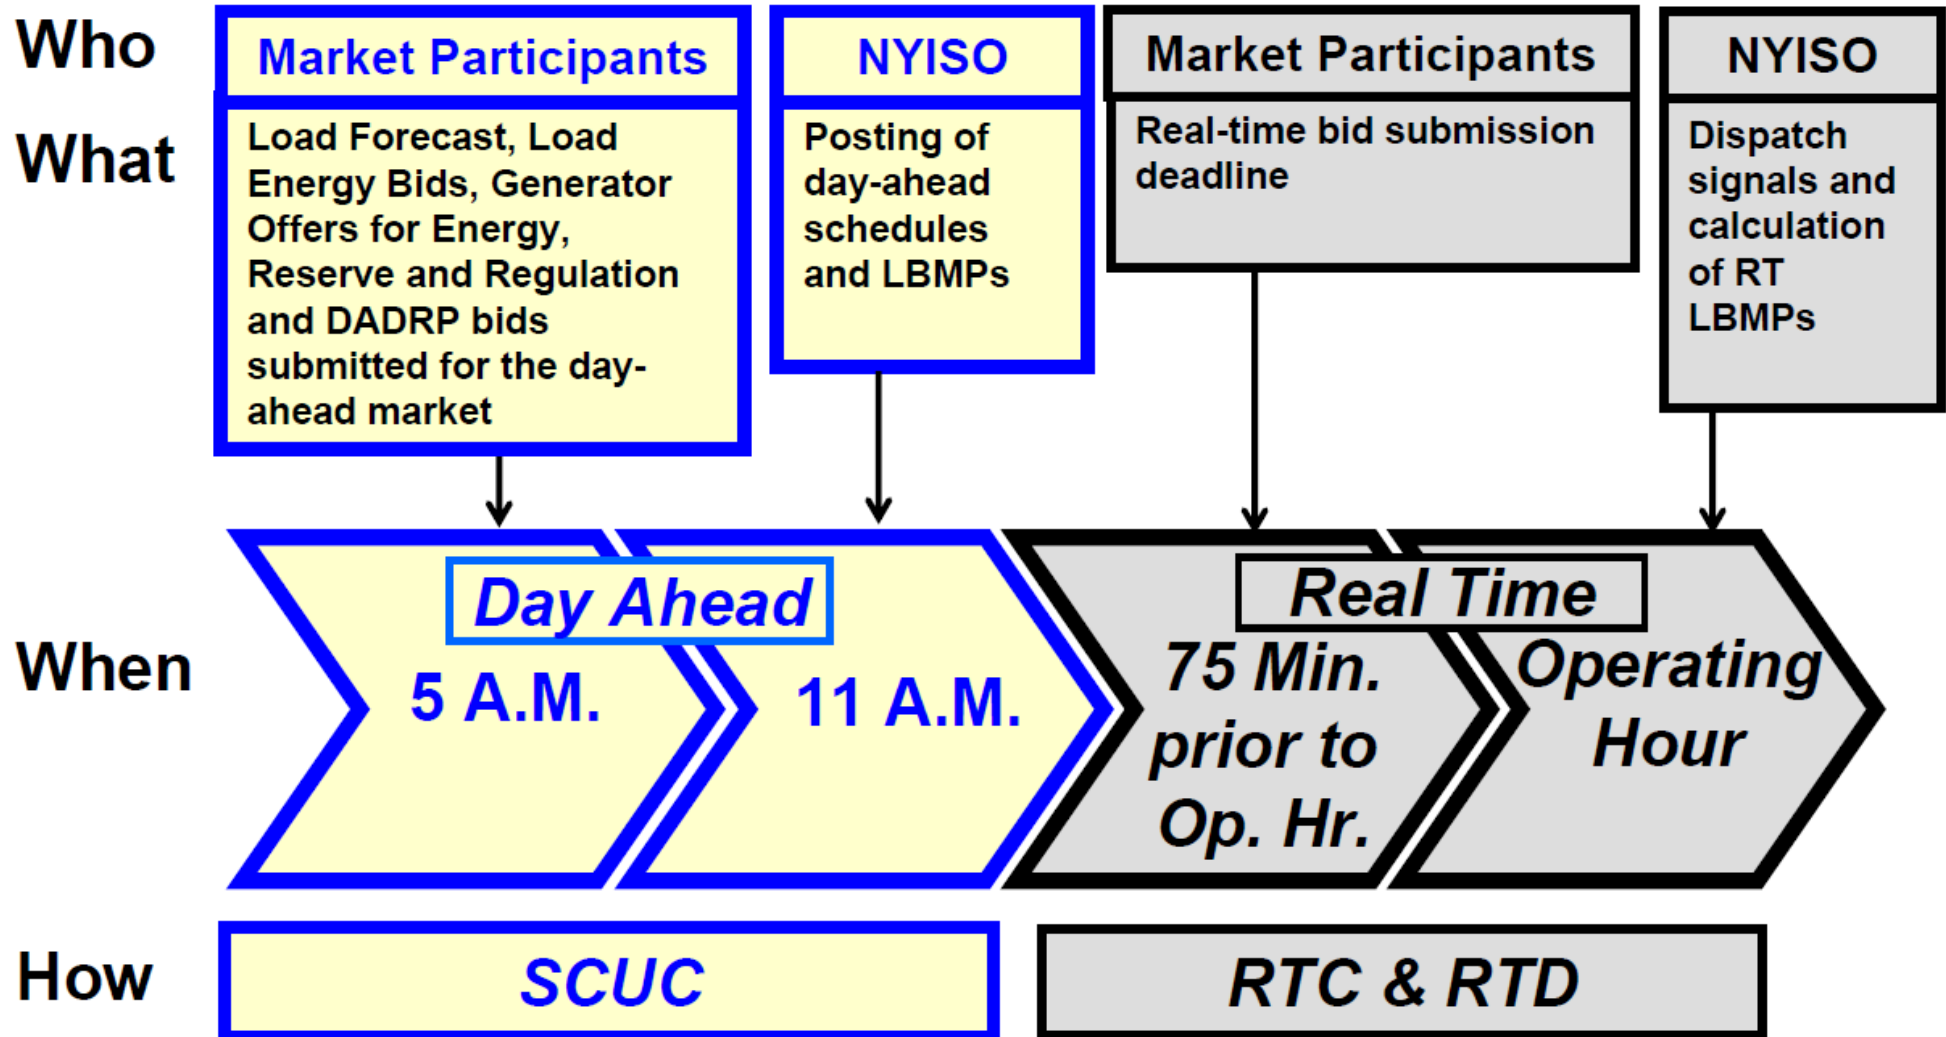 Who
Market Participants
NYISO
Market Participants
NYISO
What
Load Forecast, Load
Energy Bids, Generator
Offers for Energy,
Reserve and Regulation
and DADRP bids
submitted for the day-
ahead market
Posting of
day-ahead
schedules
and LBMPs
Real-time bid submission
deadline
Dispatch
signals and
calculation
of RT
LBMPs
When
Day Ahead
5 A.M.
11 A.M.
Real Time
75 Min.
prior to
Op. Hr.
Operating
Hour
How
SCUC
RTC & RTD